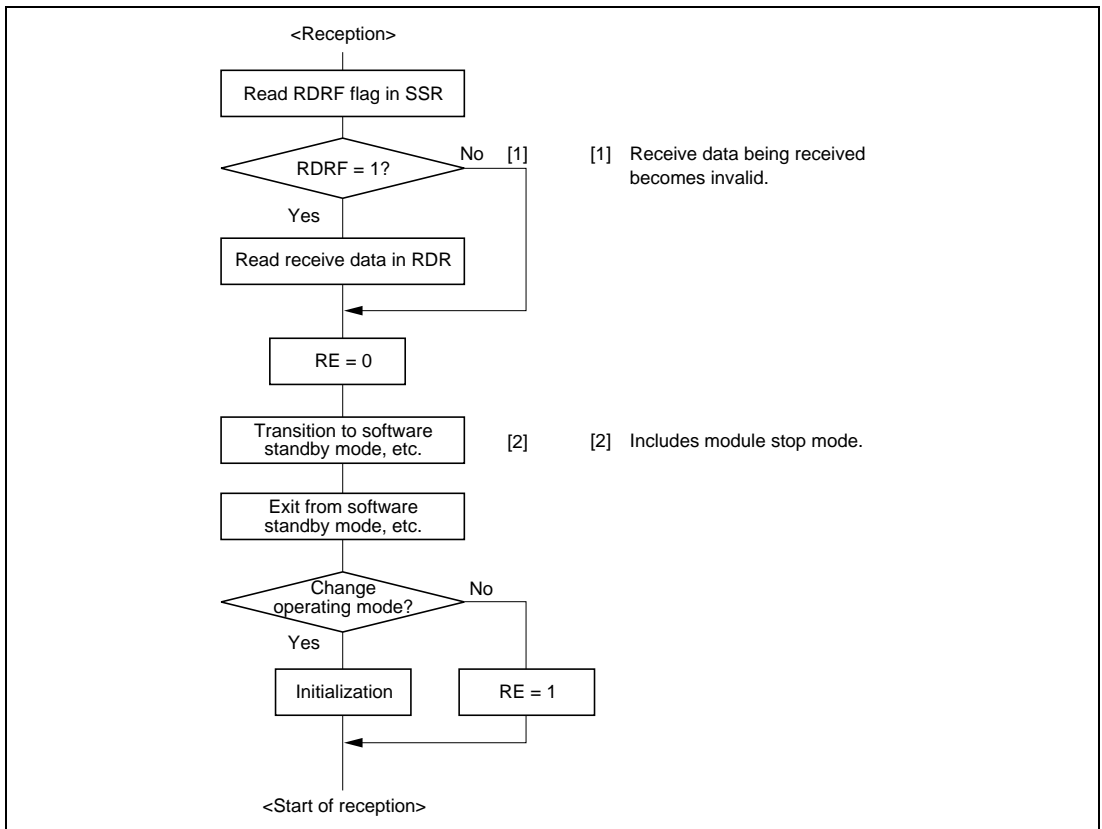 <Reception>
Read RDRF flag in SSR
RDRF = 1?
No [1]
[1] Receive data being received
becomes invalid.
Yes
Read receive data in RDR
RE = 0
Transition to software
standby mode, etc.
[2]
[2] Includes module stop mode.
Exit from software
standby mode, etc.
Change
operating mode?
No
Yes
Initialization
RE = 1
<Start of reception>